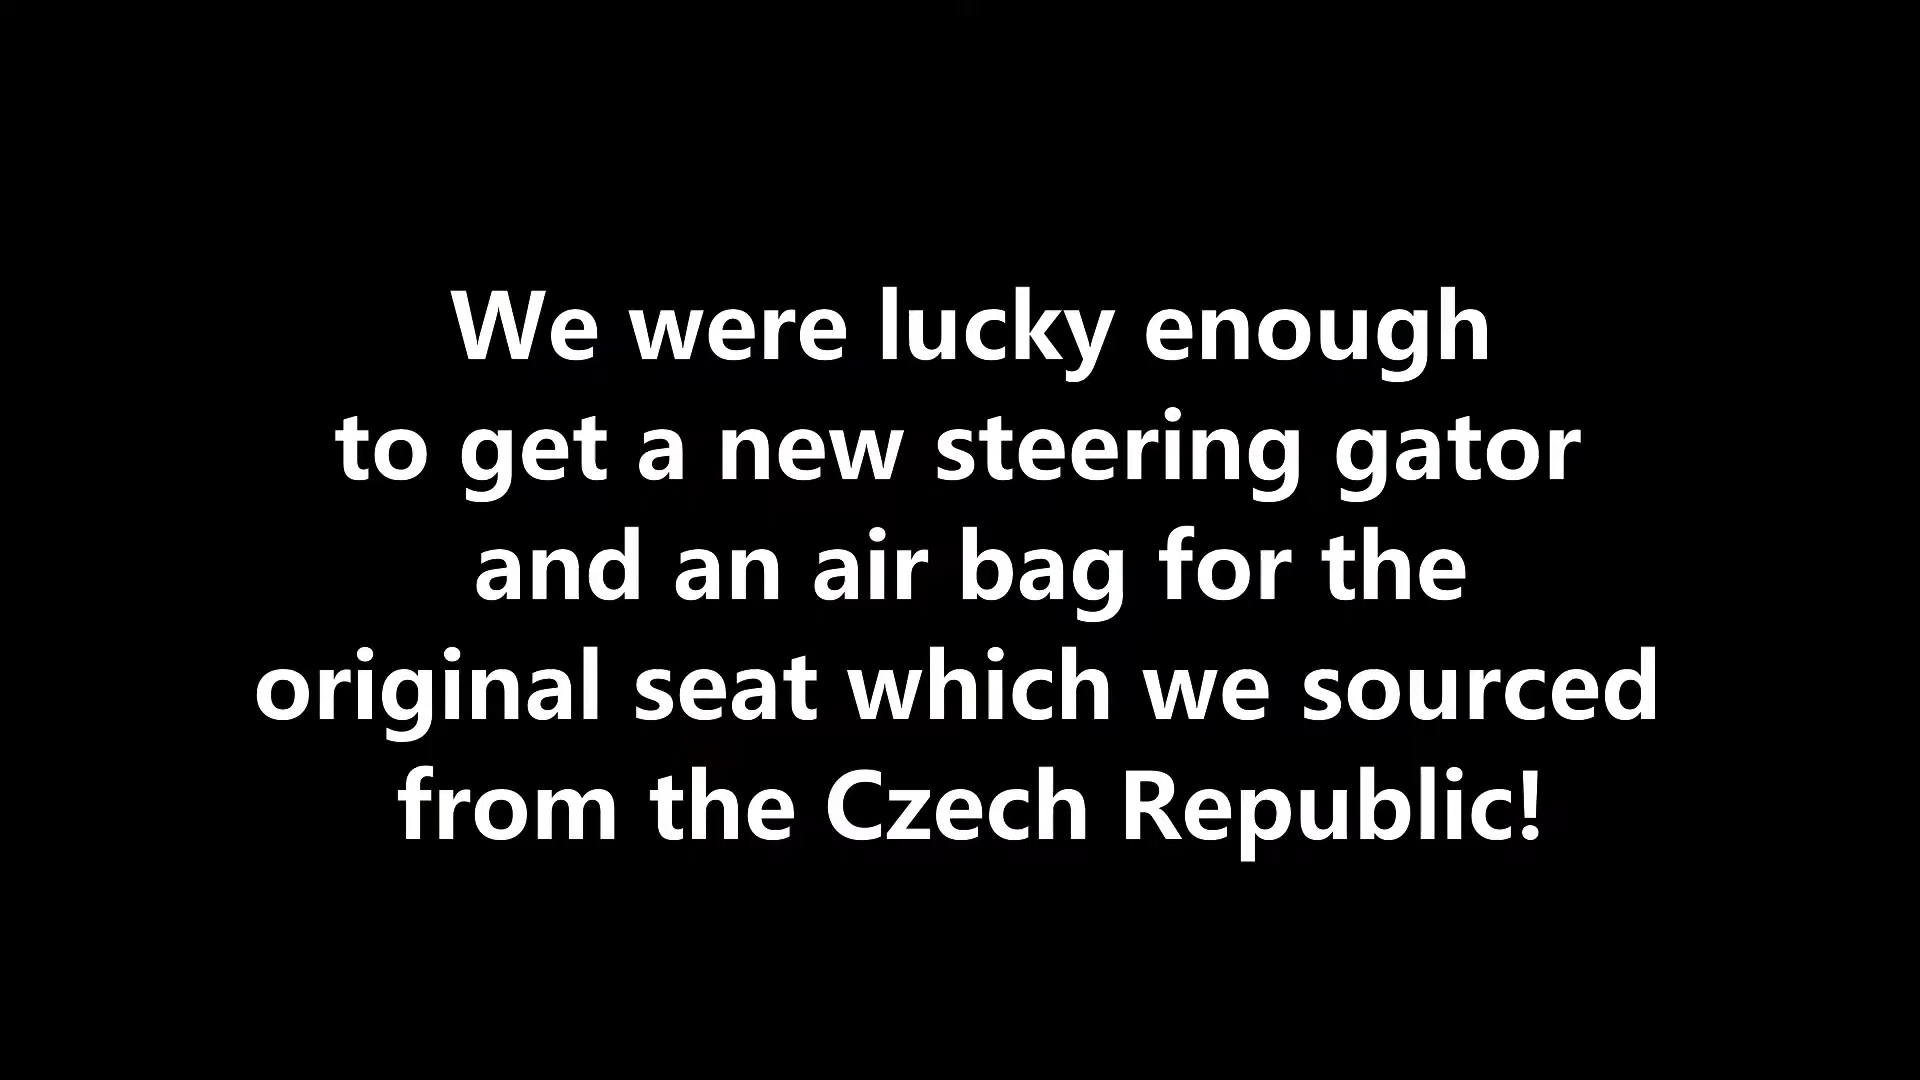 We were lucky enough
to get a new steering gator
and an air bag for the
original seat which we sourced
from the Czech Republic!